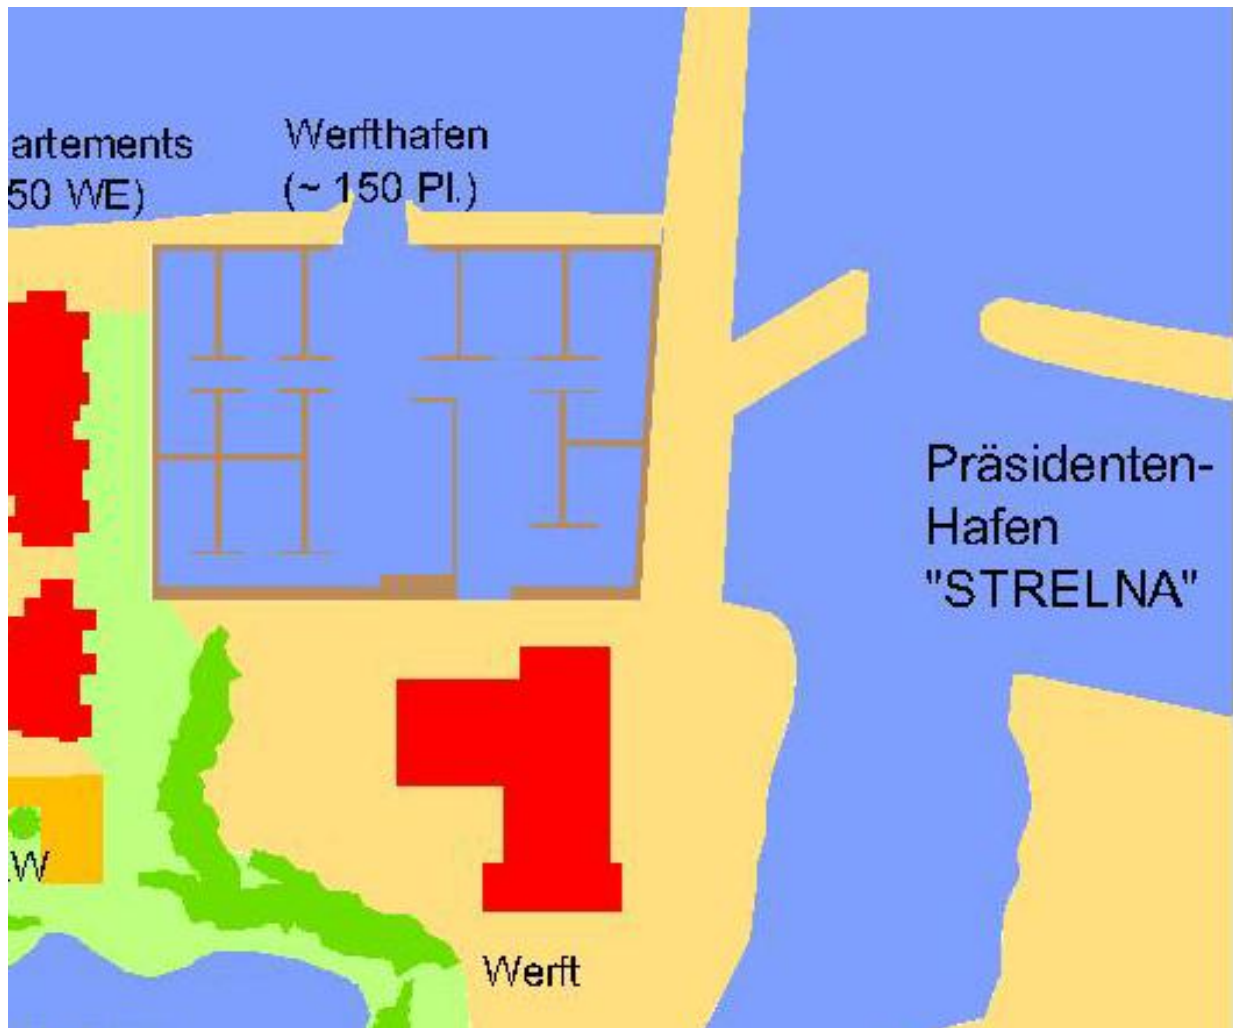 artements
50 WE)
Werfthafen
(~ 150 Pl.)
Präsidenten-
Hafen
"STRELNA"
W
Werft